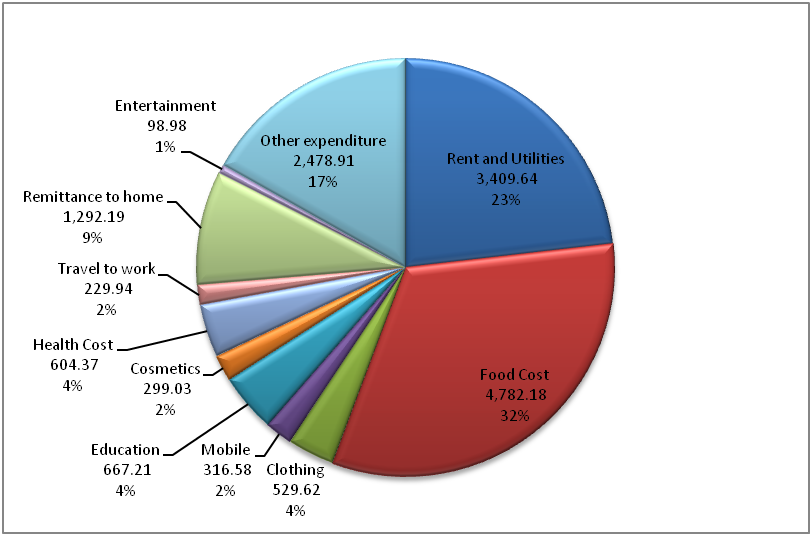 Rent and Utilities
3,409.64
23%
Food Cost
4,782.18
32%
Clothing
529.62
4%
Mobile
316.58
2%
Education
667.21
4%
Cosmetics
299.03
2%
Health Cost
604.37
4%
Travel to work
229.94
2%
Remittance to home
1,292.19
9%
Entertainment
98.98
1%
Other expenditure
2,478.91
17%